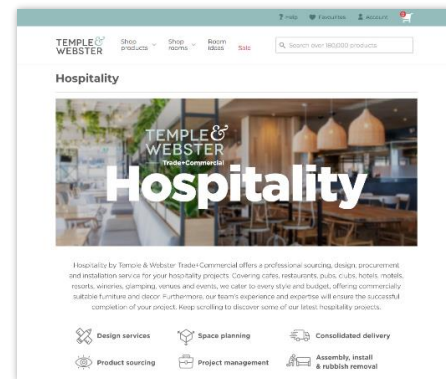 ? Help Favourites Account
TEMPLE &
WEBSTER
Shop
products
Shop
rooms
Room
ideas
Sale
Search over 180,000 products
Hospitality
TEMPLE &
WEBSTER
Trade+Commercial
Hospitality
Hospitality by Temple & Webster Trade+Commercial offers a professional sourcing, design, procurement
and installation service for your hospitality projects. Covering cafes, restaurants, pubs, clubs, hotels, motels,
resorts, wineries, glamping, venues and events, we cater to every style and budget, offering commercially
suitable furniture and decor. Furthermore, our team's experience and expertise will ensure the successful
completion of your project. Keep scrolling to discover some of our latest hospitality projects.
Design services
Space planning
Consolidated delivery
Product sourcing
Project management
Assembly, install
& rubbish removal